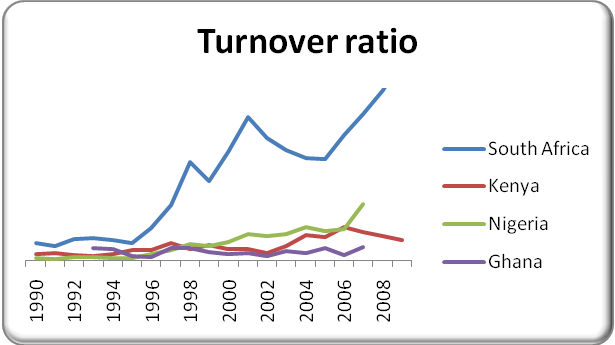 Turnover ratio
South Africa
Kenya
Nigeria
Ghana
1990
1992
1994
1996
1998
2000
2002
2004
2006
2008